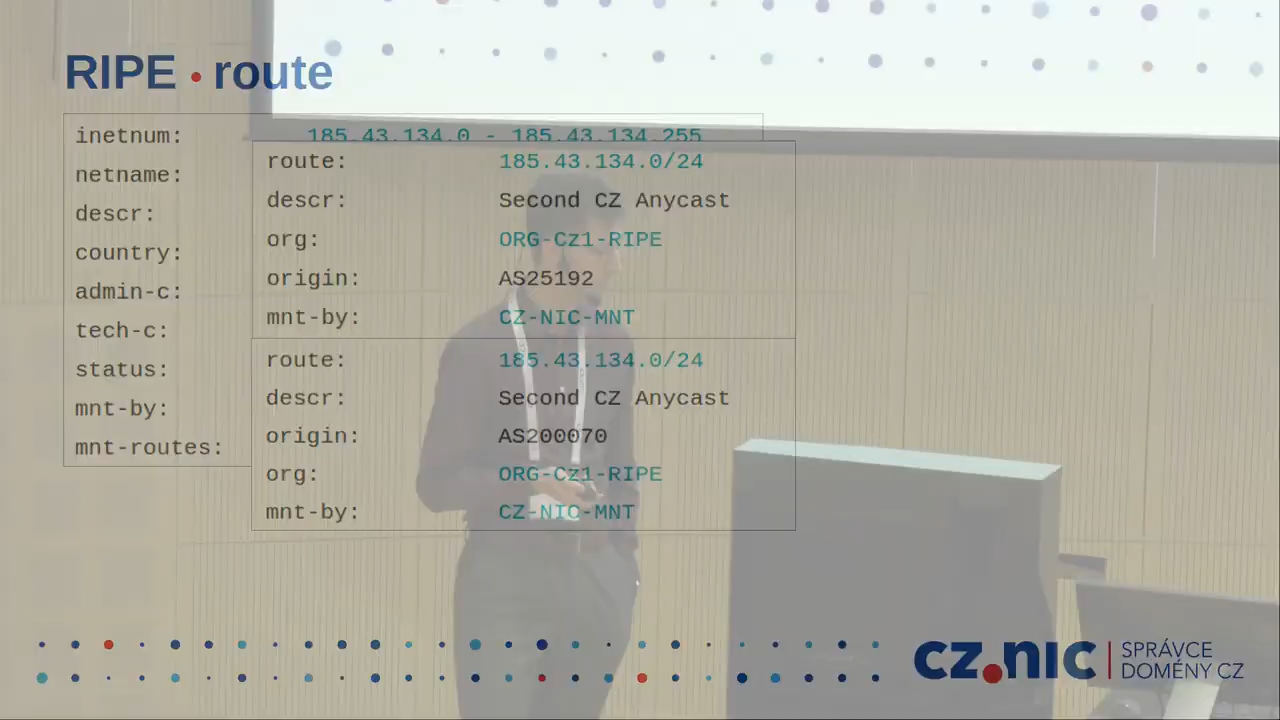 RIPE • route
inetnum: 185.43.134.0 - 185.43.134.255
netname:
descr:
country:
admin-c:
tech-c:
status:
mnt-by:
mnt-routes:
route: 185.43.134.0/24
descr: Second CZ Anycast
org: ORG-Cz1-RIPE
origin: AS25192
mnt-by: CZ-NIC-MNT
route: 185.43.134.0/24
descr: Second CZ Anycast
origin: AS200070
org: ORG-Cz1-RIPE
mnt-by: CZ-NIC-MNT
CZ.NIC
SPRÁVCE
DOMÉNY CZ